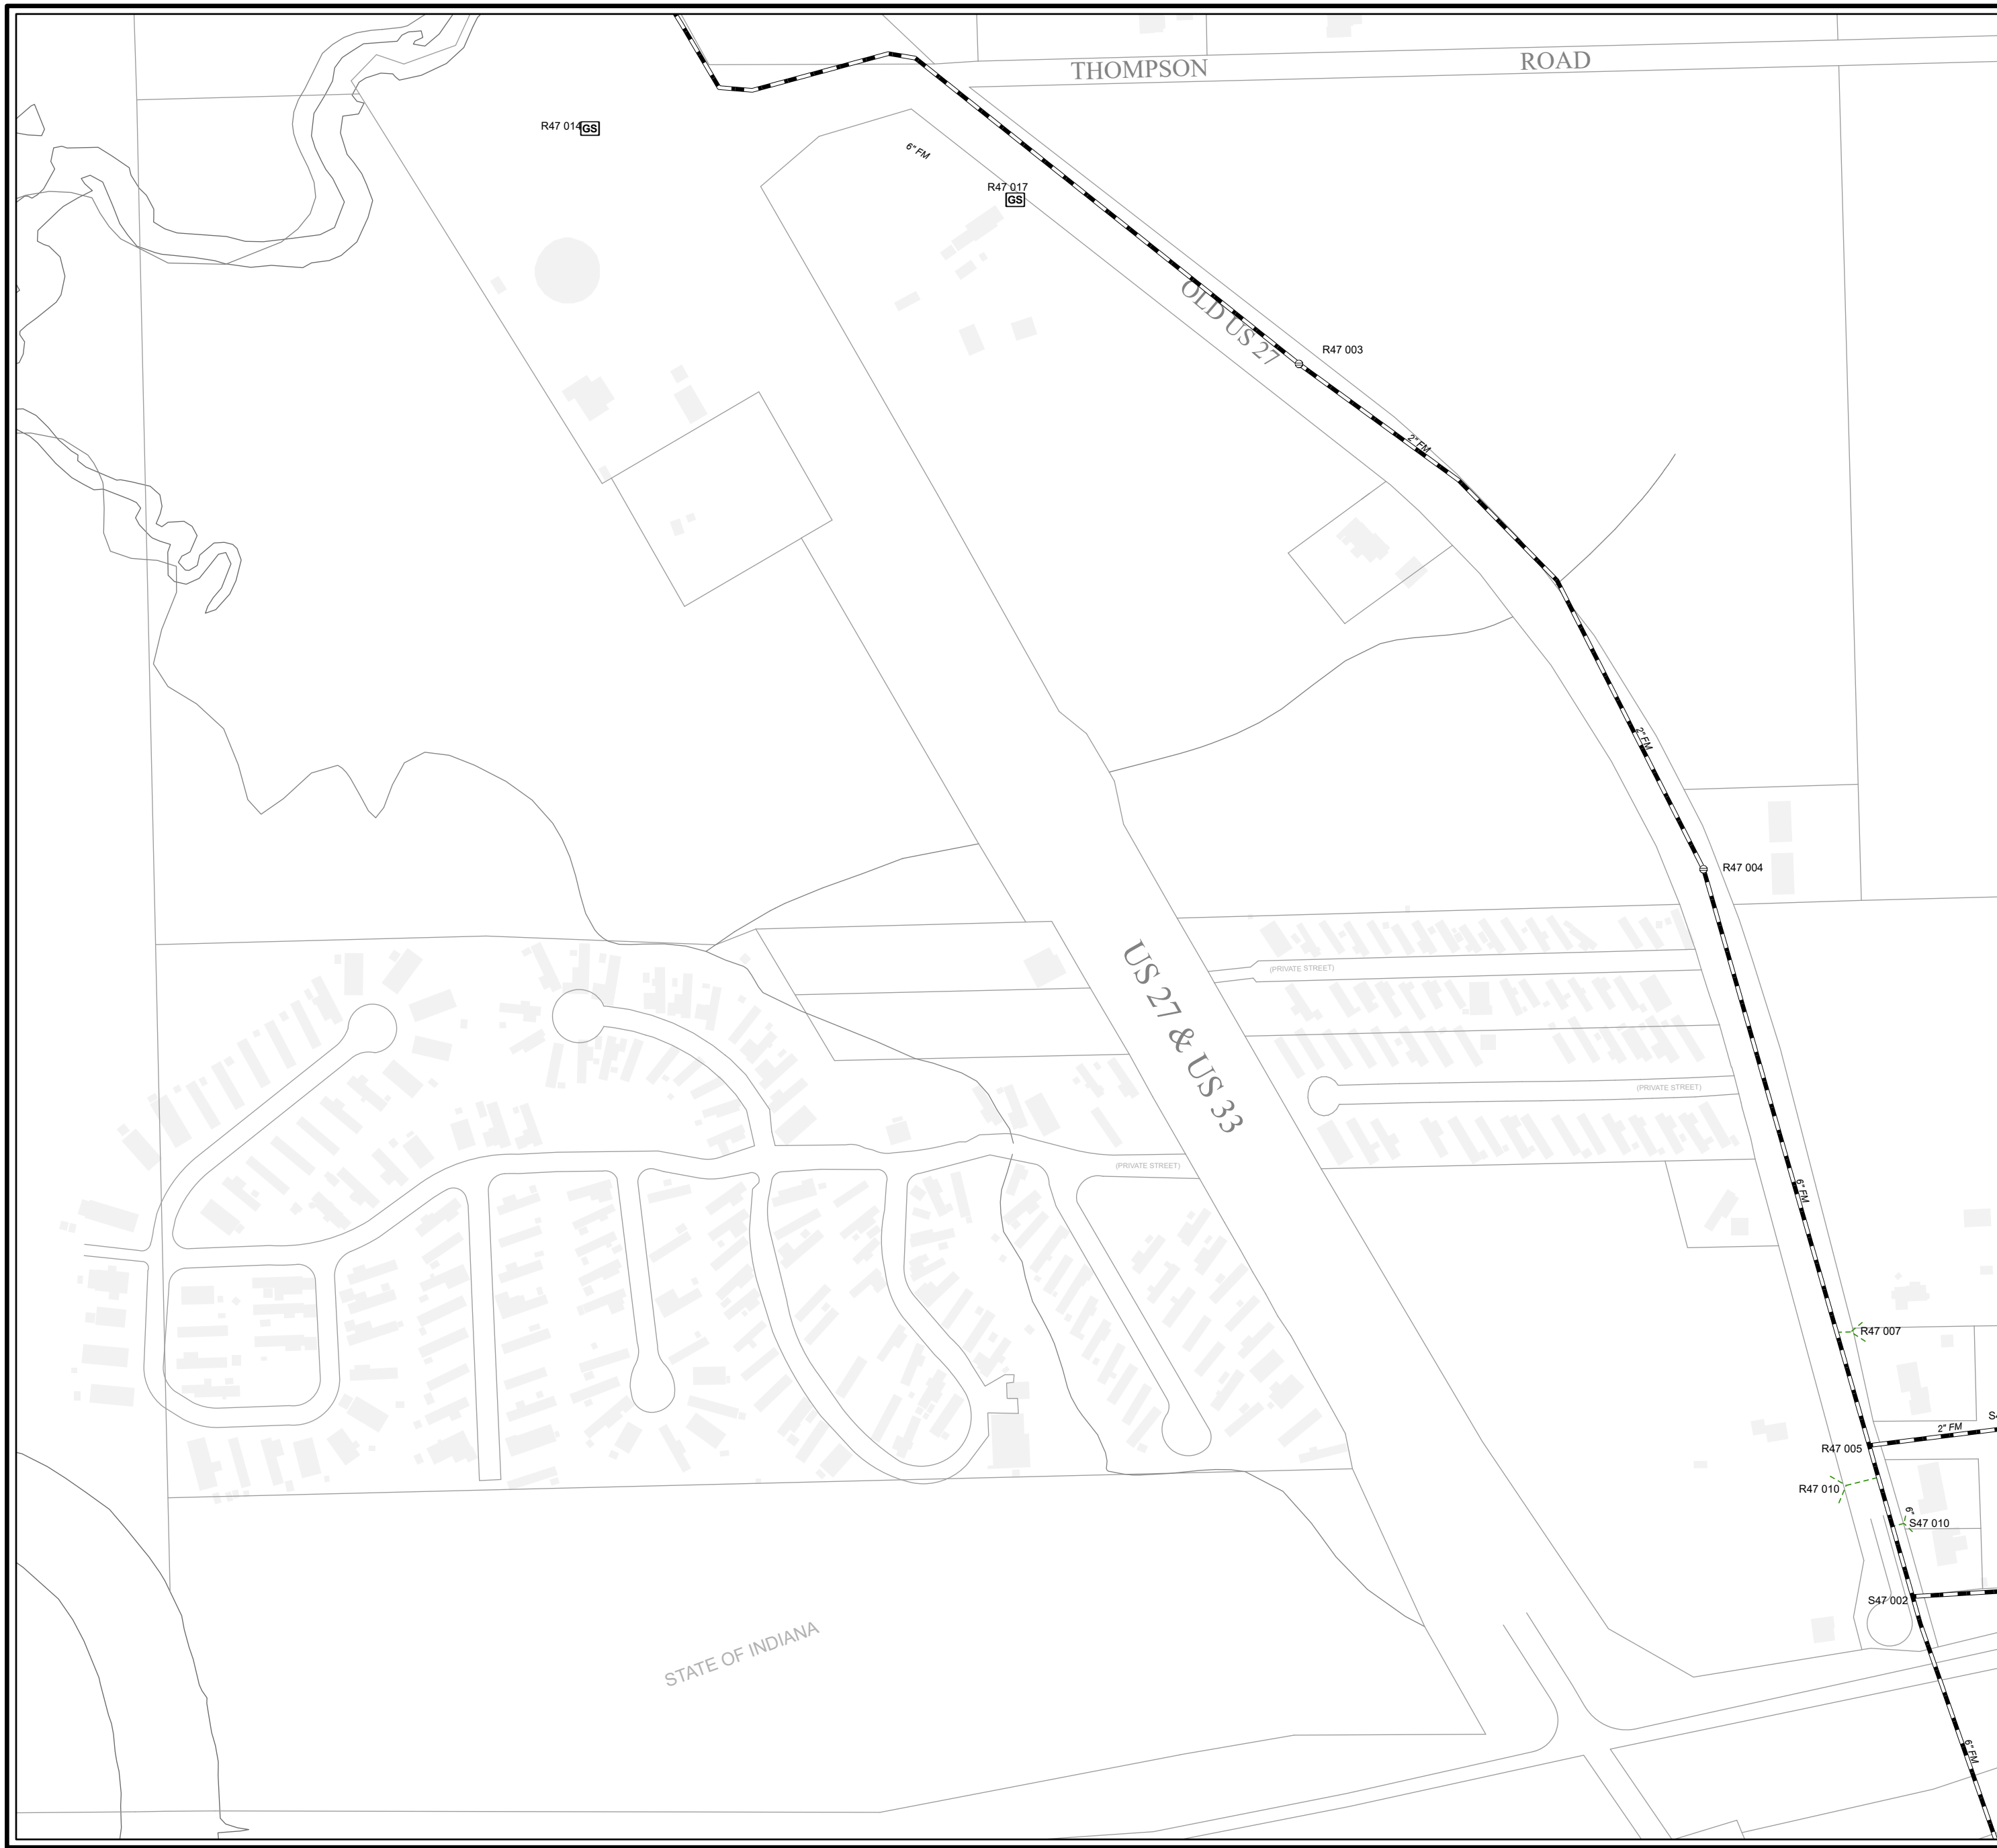 THOMPSON ROAD
R47 014 GS
6" FM
R47 017
GS
OLD US 27
R47 003
2" FM
2" FM
R47 004
US 27 & US 33
(PRIVATE STREET)
(PRIVATE STREET)
(PRIVATE STREET)
6" FM
R47 007
2" FM
R47 005
R47 010
6"
S47 010
S47 002
STATE OF INDIANA
6" FM